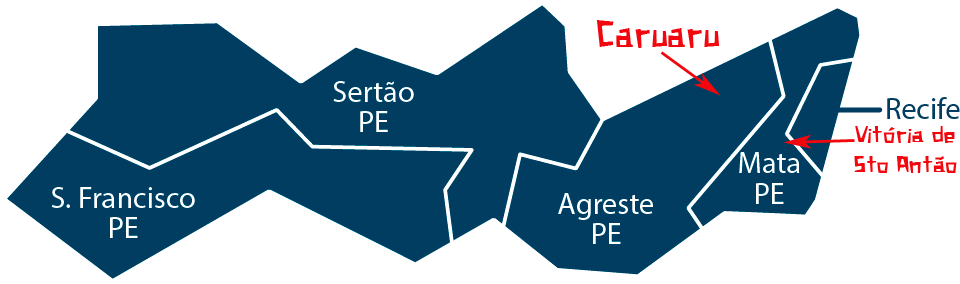 Caruaru
Sertão
PE
Recife
Vitória de
Sto Antão
Mata
PE
S. Francisco
PE
Agreste
PE